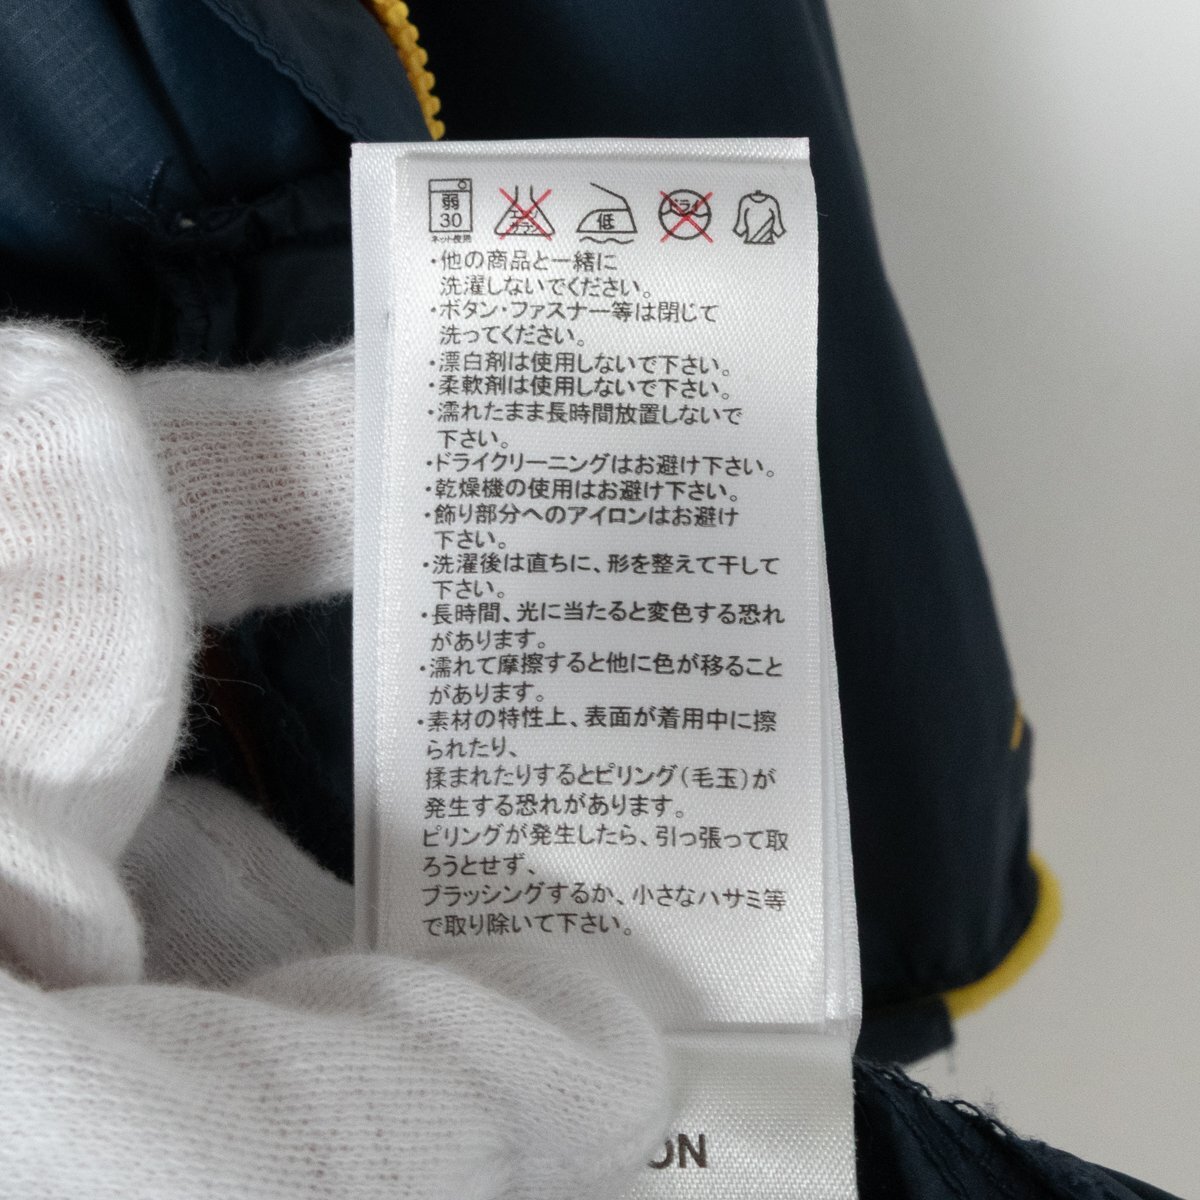 弱
30
ネット使用
エンソ
サラシ
低
ドライ
・他の商品と一緒に
洗濯しないでください。
・ボタン・ファスナー等は閉じて
洗ってください。
・漂白剤は使用しないで下さい。
・柔軟剤は使用しないで下さい。
・濡れたまま長時間放置しないで
下さい。
・ドライクリーニングはお避け下さい。
・乾燥機の使用はお避け下さい。
・飾り部分へのアイロンはお避け
下さい。
・洗濯後は直ちに、形を整えて干して
下さい。
・長時間、光に当たると変色する恐れ
があります。
・濡れて摩擦すると他に色が移ること
があります。
・素材の特性上、表面が着用中に擦
られたり、
揉まれたりするとピリング(毛玉)が
発生する恐れがあります。
ピリングが発生したら、引っ張って取
ろうとせず、
ブラッシングするか、小さなハサミ等
で取り除いて下さい。
ON